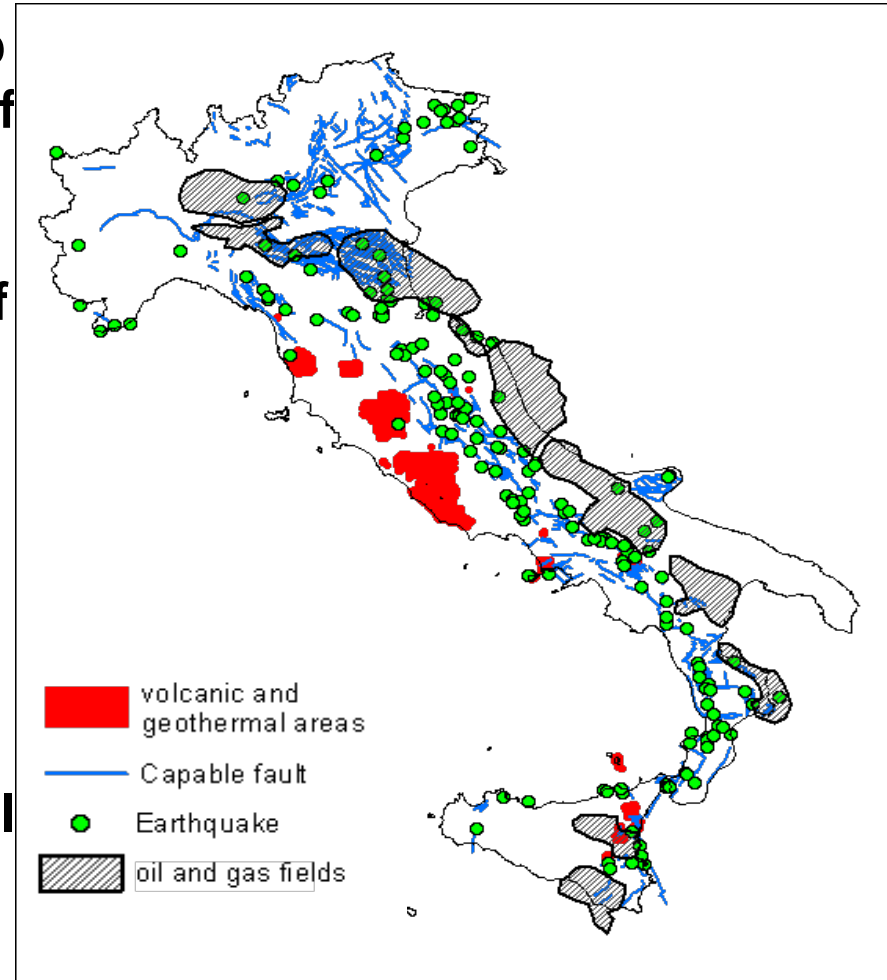 f
f
volcanic and
geothermal areas
Capable fault
Earthquake
oil and gas fields